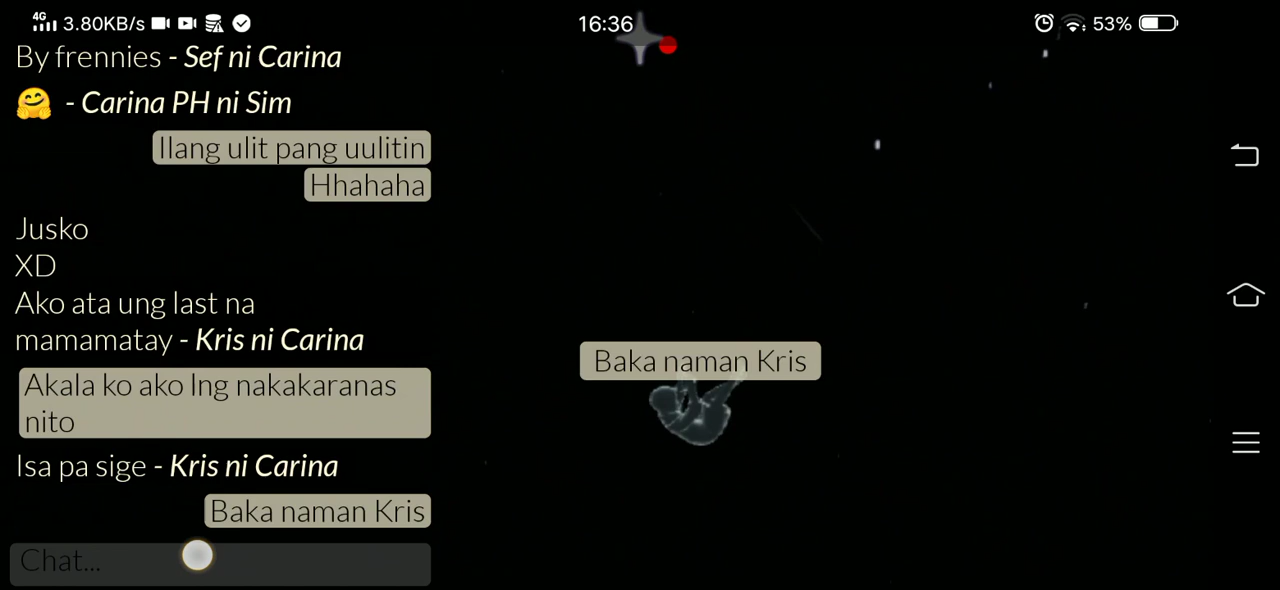 4G 3.80KB/s 16:36 53%
By frennies - Sef ni Carina
🤗 - Carina PH ni Sim
Ilang ulit pang uulitin
Hhahaha
Jusko
XD
Ako ata ung last na
mamamatay - Kris ni Carina
Akala ko ako lng nakakaranas
nito
Isa pa sige - Kris ni Carina
Baka naman Kris
Chat...
Baka naman Kris